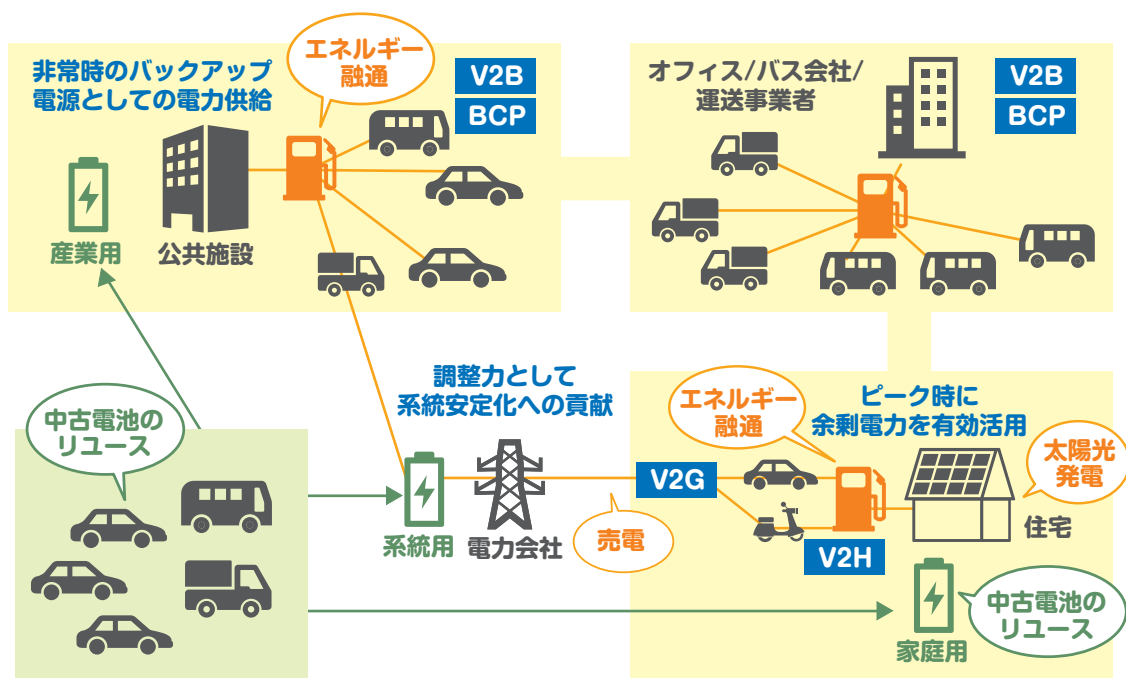 非常時のバックアップ
電源としての電力供給
エネルギー
融通
V2B
BCP
産業用
公共施設
オフィス/バス会社/
運送事業者
V2B
BCP
中古電池の
リユース
調整力として
系統安定化への貢献
系統用
電力会社
売電
V2G
エネルギー
融通
ピーク時に
余剰電力を有効活用
太陽光
発電
住宅
V2H
中古電池の
リユース
家庭用